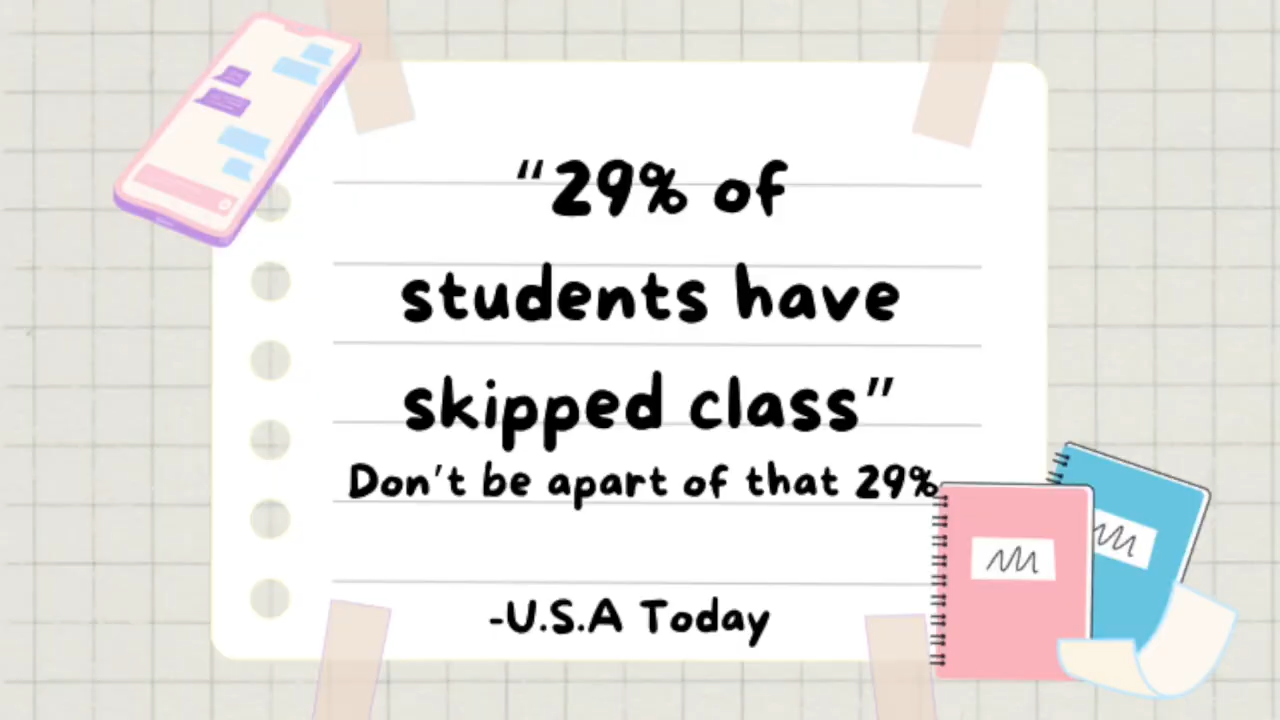 "29% of
students have
skipped class"
Don't be apart of that 29%
-U.S.A Today